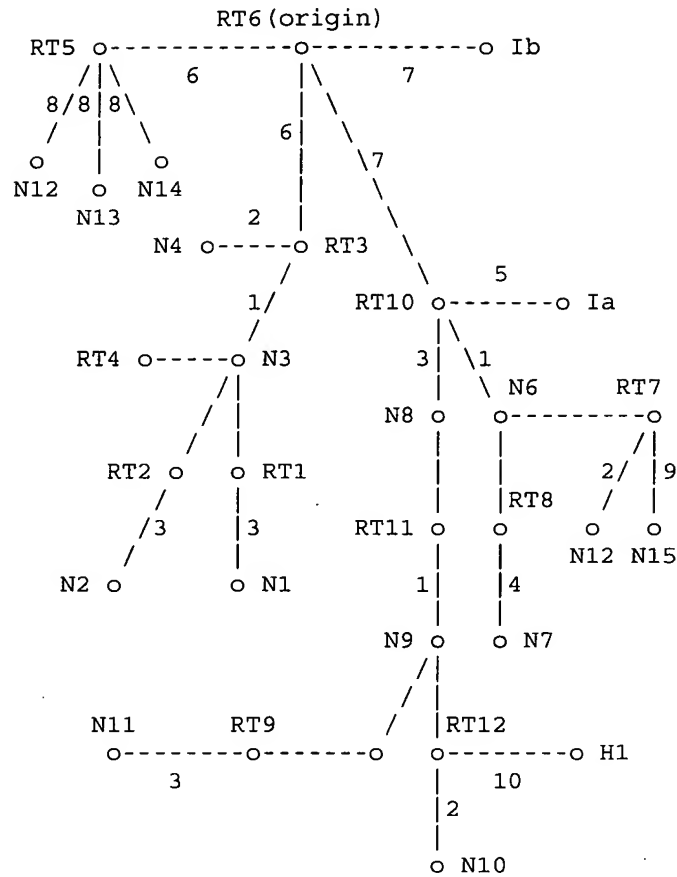 RT6(origin)
RT5 Ib
6 7
8 8 8
6
7
N12 N14
N13
2
N4 RT3
5
1
RT10 Ia
RT4 N3
3 1
N6 RT7
N8
RT2 RT1
2 9
RT8
3 3
RT11
N12 N15
N2 N1
1 4
N9 N7
N11 RT9 RT12
H1
3 10
2
N10